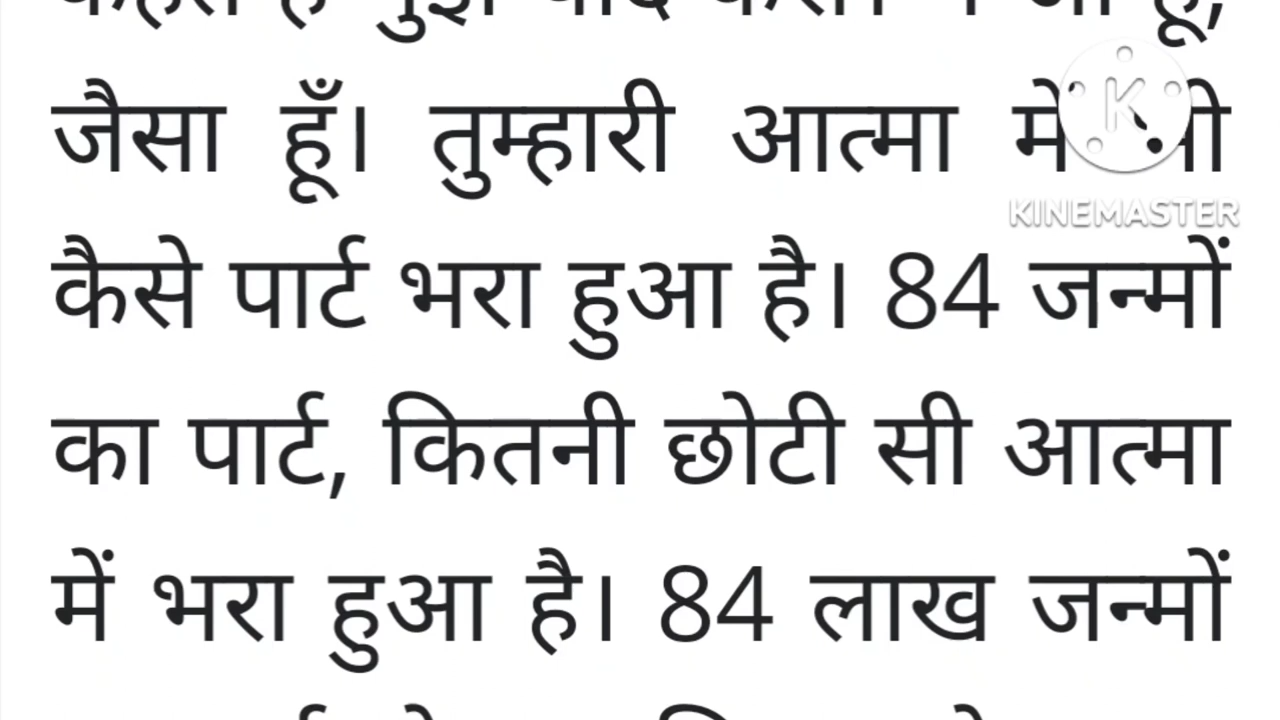 जैसा हूँ। तुम्हारी आत्मा में भी
KINEMASTER
कैसे पार्ट भरा हुआ है। 84 जन्मों
का पार्ट, कितनी छोटी सी आत्मा
में भरा हुआ है। 84 लाख जन्मों